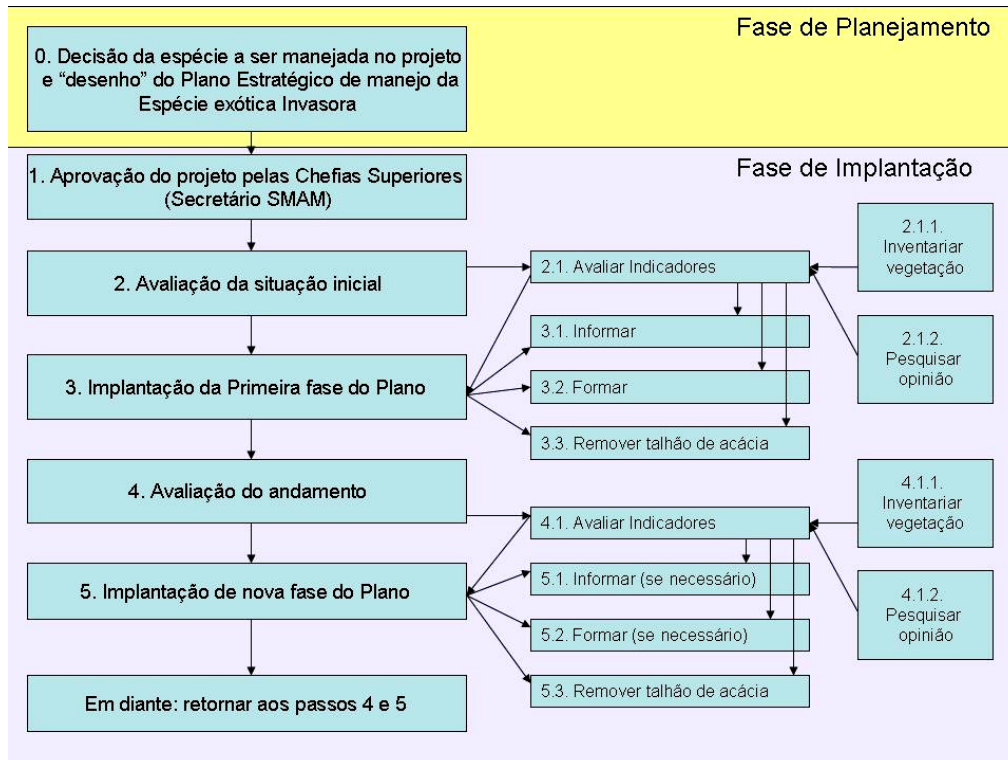 Fase de Planejamento
0. Decisão da espécie a ser manejada no projeto
e “desenho” do Plano Estratégico de manejo da
Espécie exótica Invasora
Fase de Implantação
1. Aprovação do projeto pelas Chefias Superiores
(Secretário SMAM)
2. Avaliação da situação inicial
2.1. Avaliar Indicadores
2.1.1.
Inventariar
vegetação
2.1.2.
Pesquisar
opinião
3. Implantação da Primeira fase do Plano
3.1. Informar
3.2. Formar
3.3. Remover talhão de acácia
4. Avaliação do andamento
4.1. Avaliar Indicadores
4.1.1.
Inventariar
vegetação
4.1.2.
Pesquisar
opinião
5. Implantação de nova fase do Plano
5.1. Informar (se necessário)
5.2. Formar (se necessário)
5.3. Remover talhão de acácia
Em diante: retornar aos passos 4 e 5